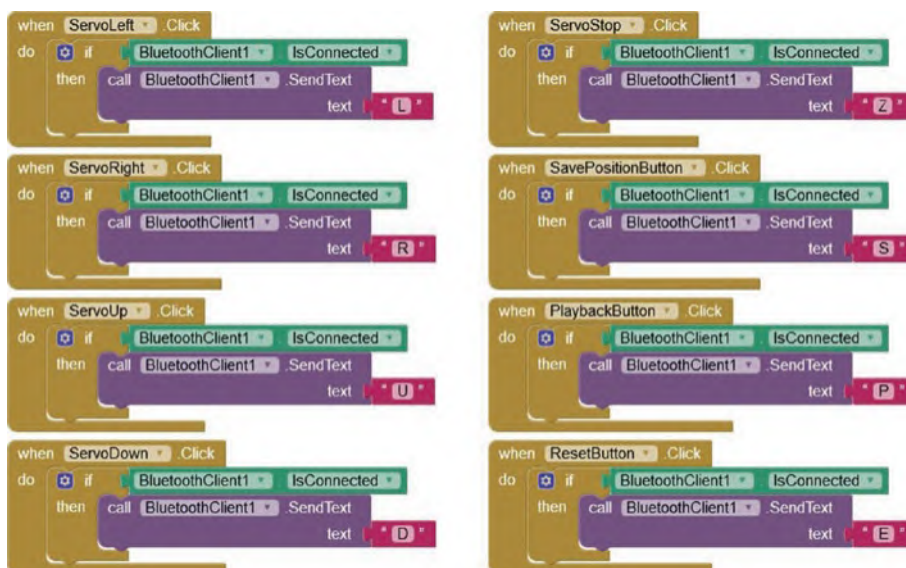 when ServoLeft .Click
do if BluetoothClient1 IsConnected
then call BluetoothClient1 .SendText
text " L "
when ServoRight .Click
do if BluetoothClient1 IsConnected
then call BluetoothClient1 .SendText
text " R "
when ServoUp .Click
do if BluetoothClient1 IsConnected
then call BluetoothClient1 .SendText
text " U "
when ServoDown .Click
do if BluetoothClient1 IsConnected
then call BluetoothClient1 .SendText
text " D "
when ServoStop .Click
do if BluetoothClient1 IsConnected
then call BluetoothClient1 .SendText
text " Z "
when SavePositionButton .Click
do if BluetoothClient1 IsConnected
then call BluetoothClient1 .SendText
text " S "
when PlaybackButton .Click
do if BluetoothClient1 . IsConnected
then call BluetoothClient1 .SendText
text " P "
when ResetButton .Click
do if BluetoothClient1 IsConnected
then call BluetoothClient1 .SendText
text " E "